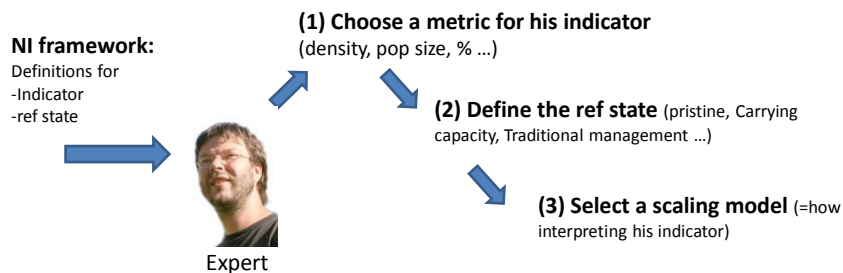 (1) Choose a metric for his indicator
(density, pop size, % ...)
NI framework:
Definitions for
-Indicator
-ref state
(2) Define the ref state (pristine, Carrying
capacity, Traditional management ...)
(3) Select a scaling model (=how
interpreting his indicator)
Expert